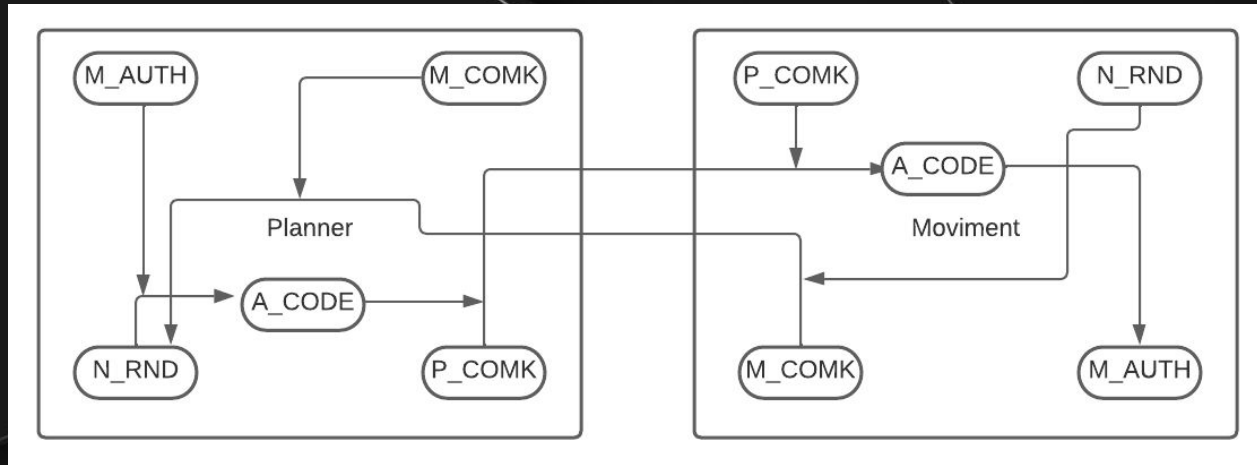 M_AUTH
M_COMK
Planner
A_CODE
N_RND
P_COMK
P_COMK
N_RND
A_CODE
Moviment
M_COMK
M_AUTH